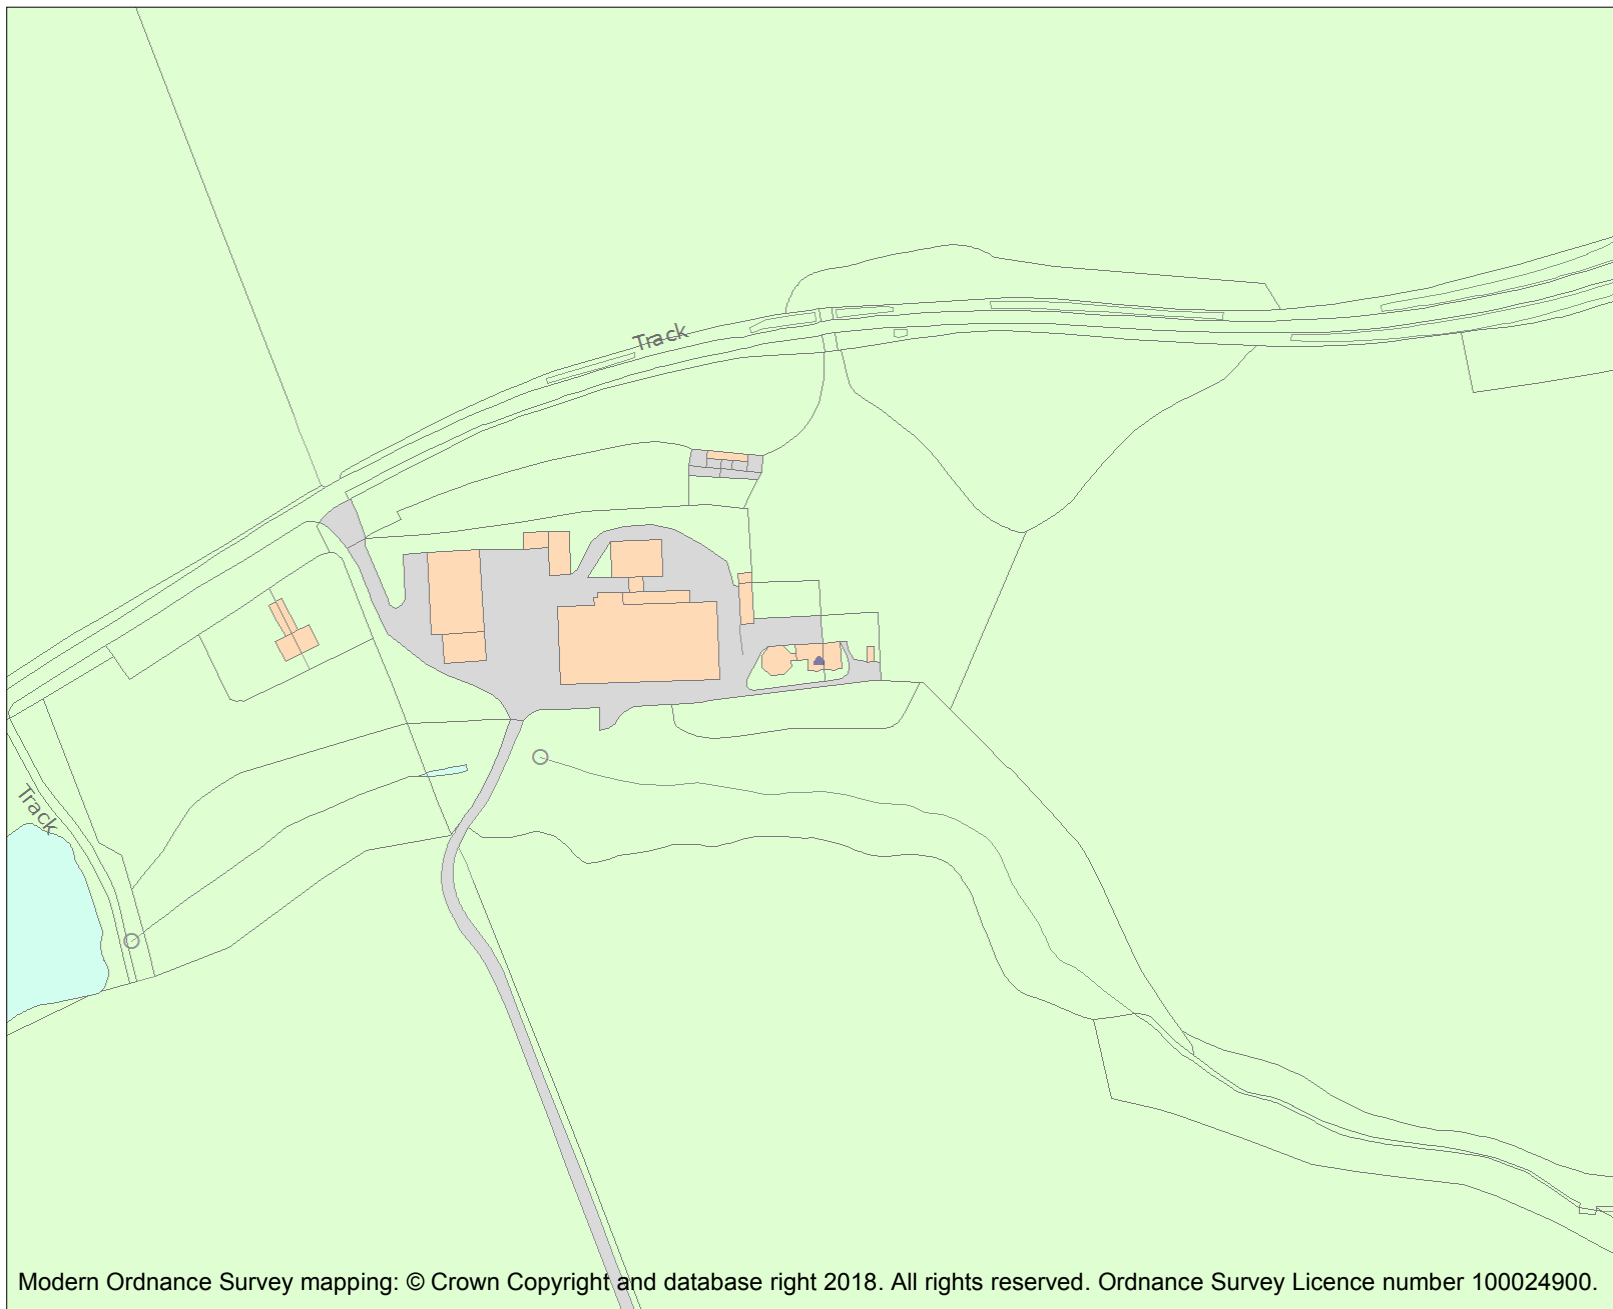 Track
Track
Modern Ordnance Survey mapping: © Crown Copyright and database right 2018. All rights reserved. Ordnance Survey Licence number 100024900.